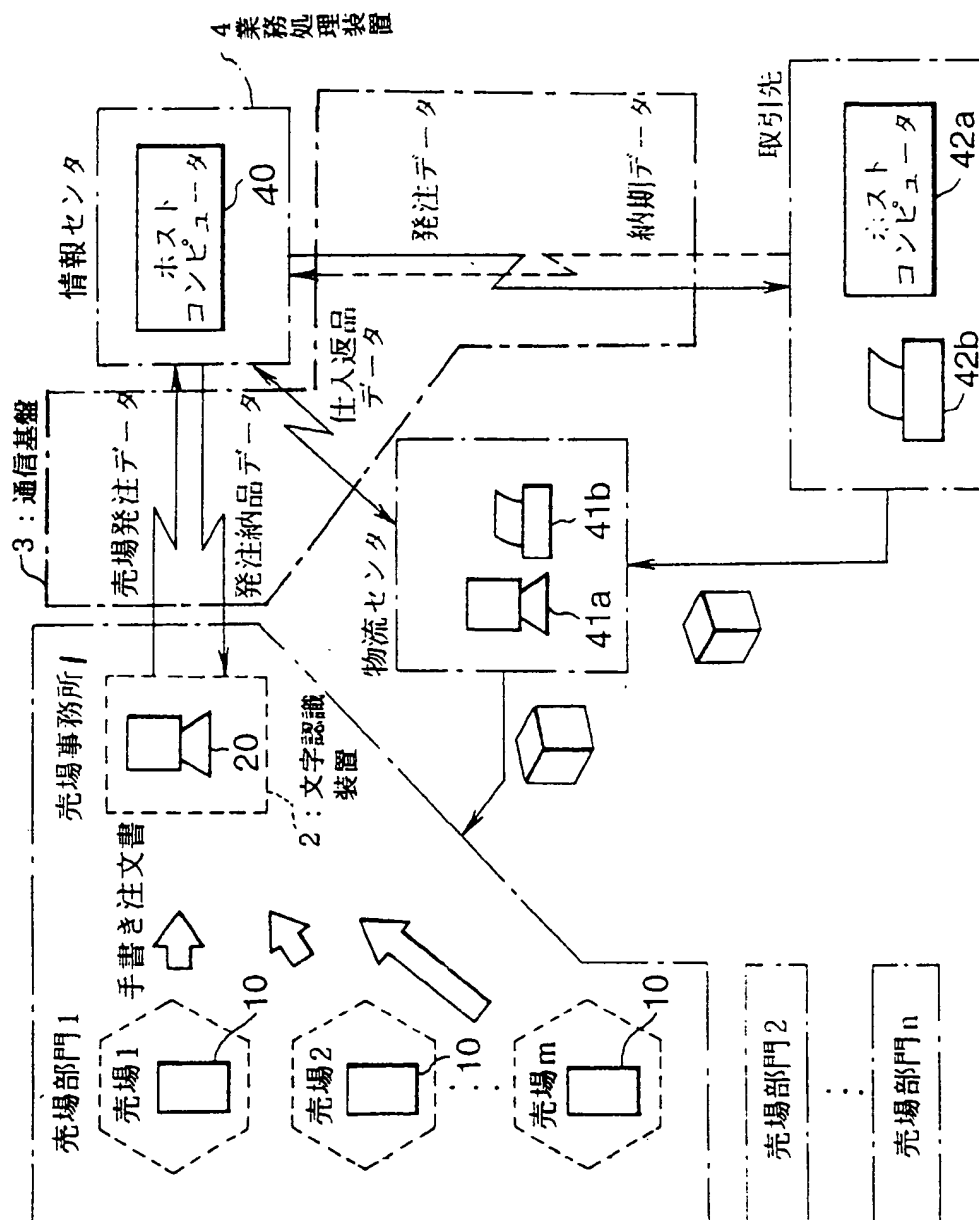 売場部門1
売場1
10
売場2
10
売場m
10
手書き注文書
売場事務所1
20
2：文字認識
装置
3：通信基盤
売場発注データ
発注納品データ
仕入返品
データ
発注データ
納期データ
情報センタ
ホスト
コンピュータ
40
4
業務処理装置
物流センタ
41a
41b
取引先
ホスト
コンピュータ
42a
42b
売場部門2
売場部門n